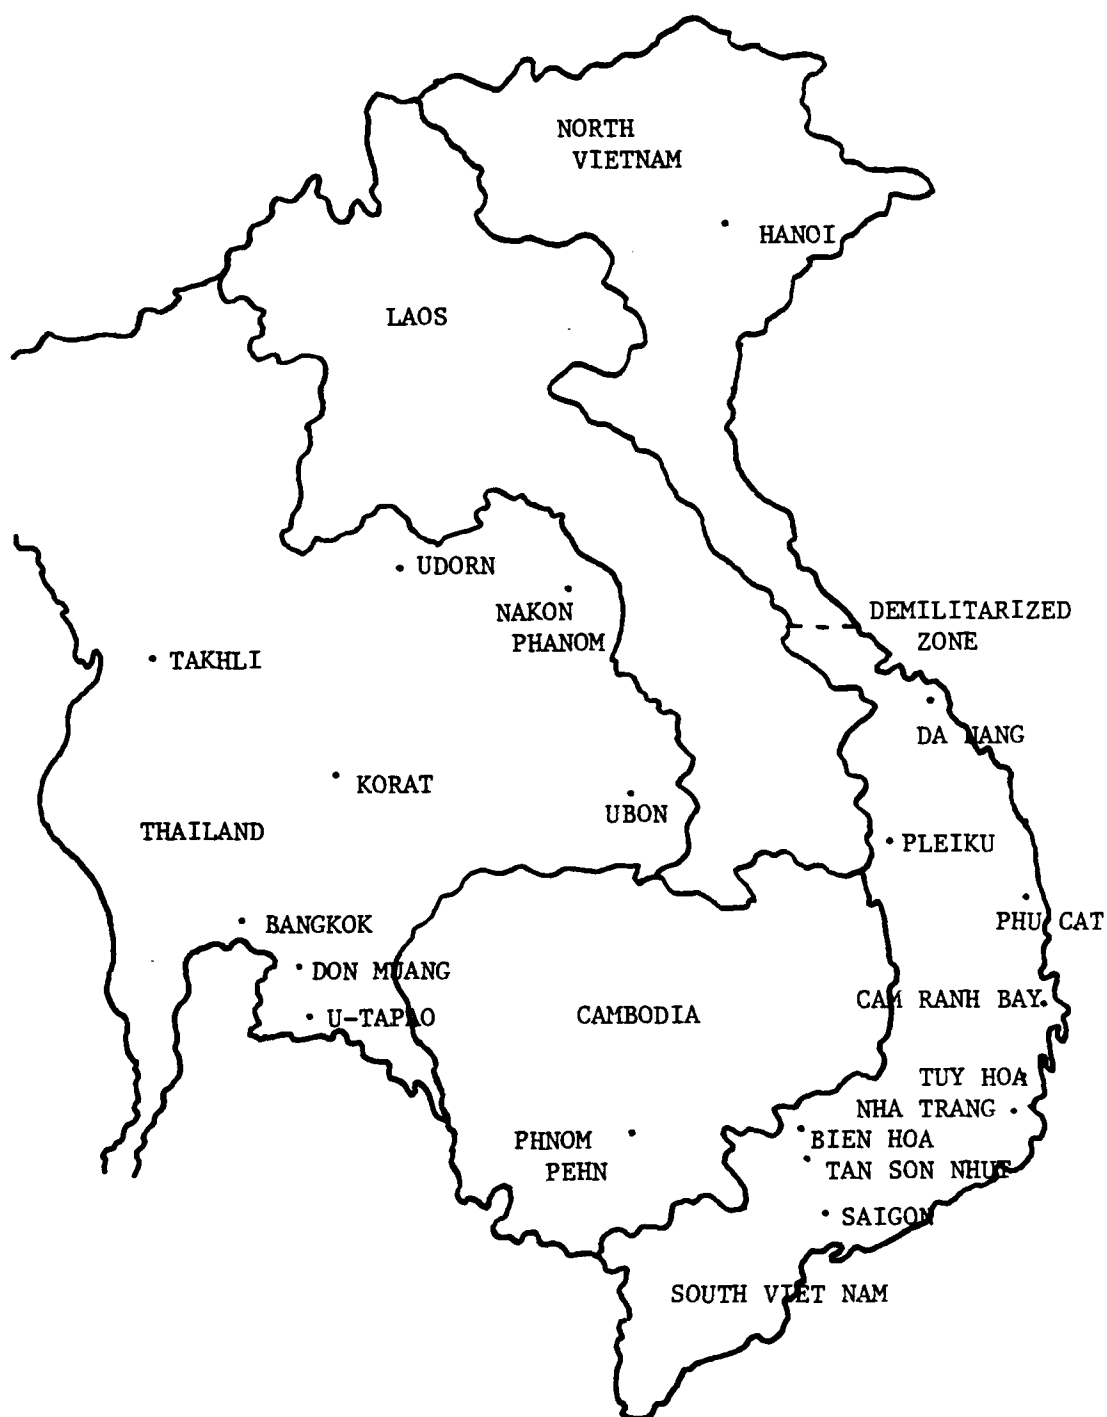 NORTH
VIETNAM
HANOI
LAOS
UDORN
NAKON
PHANOM
DEMILITARIZED
ZONE
TAKHLI
DA NANG
KORAT
UBON
THAILAND
PLEIKU
BANGKOK
PHU CAT
DON MUANG
CAM RANH BAY
U-TAPAO
CAMBODIA
TUY HOA
NHA TRANG
PHNOM
PEHN
BIEN HOA
TAN SON NHUT
SAIGON
SOUTH VIET NAM